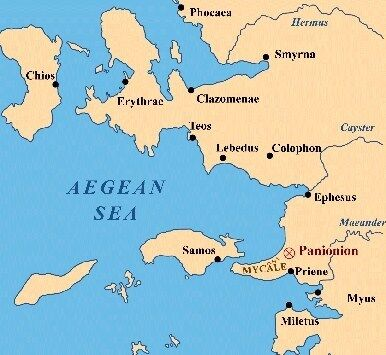 Phocaea
Hermus
Smyrna
Chios
Erythrae
Clazomenae
Teos
Cayster
Lebedus
Colophon
AEGEAN
SEA
Ephesus
Maeander
Samos
Panionion
MYCALE
Priene
Myus
Miletus